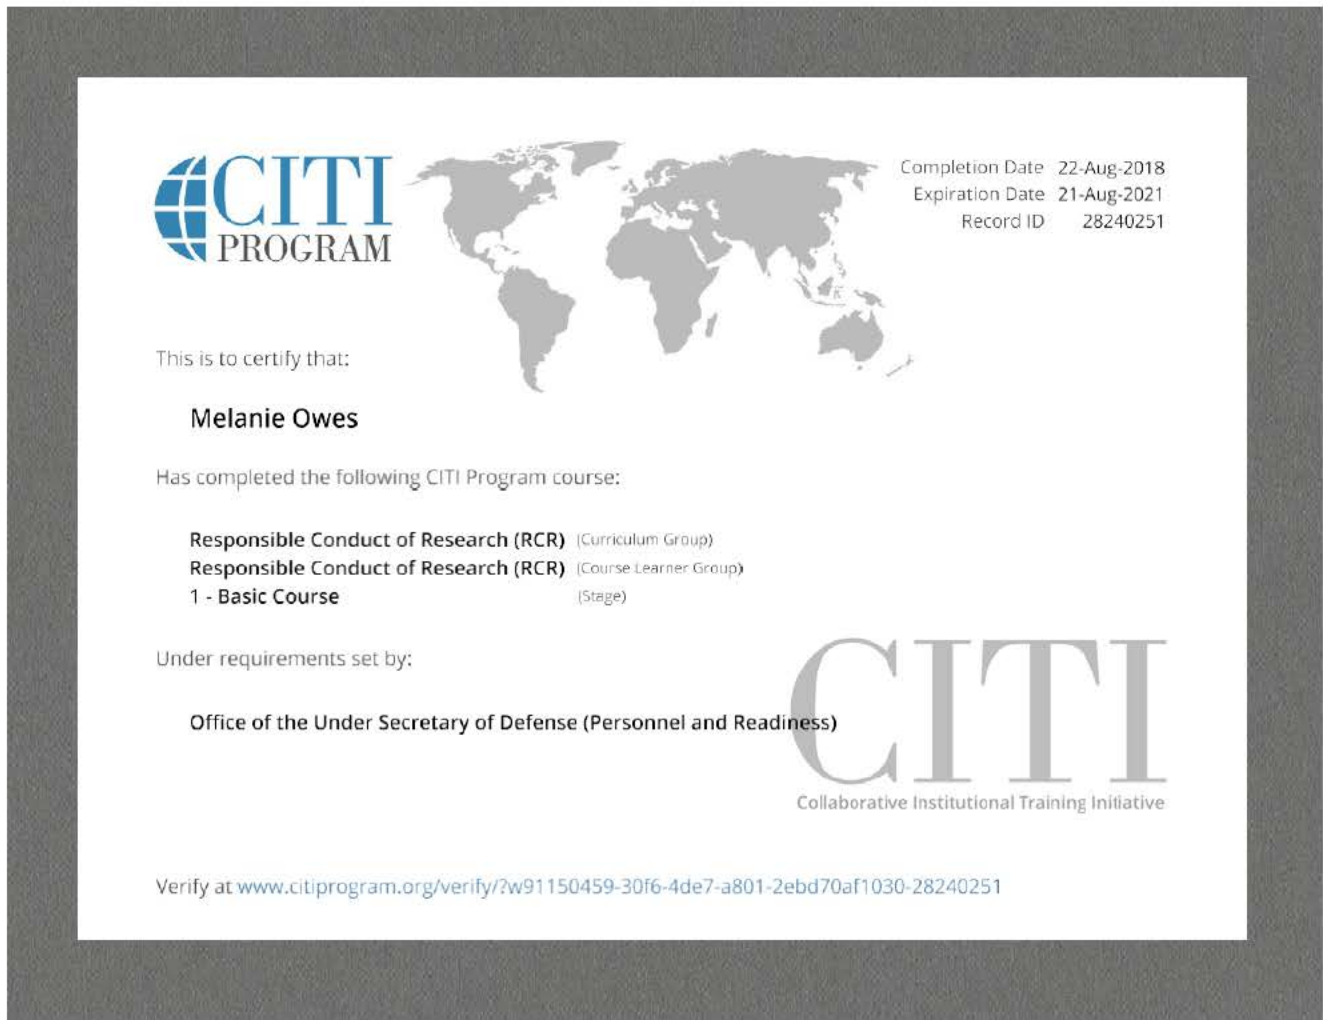 CITI
PROGRAM
Completion Date 22-Aug-2018
Expiration Date 21-Aug-2021
Record ID 28240251
This is to certify that:
Melanie Owes
Has completed the following CITI Program course:
Responsible Conduct of Research (RCR) (Curriculum Group)
Responsible Conduct of Research (RCR) (Course Learner Group)
1 - Basic Course (Stage)
Under requirements set by:
Office of the Under Secretary of Defense (Personnel and Readiness)
CITI
Collaborative Institutional Training Initiative
Verify at www.citiprogram.org/verify/?w91150459-30f6-4de7-a801-2ebd70af1030-28240251